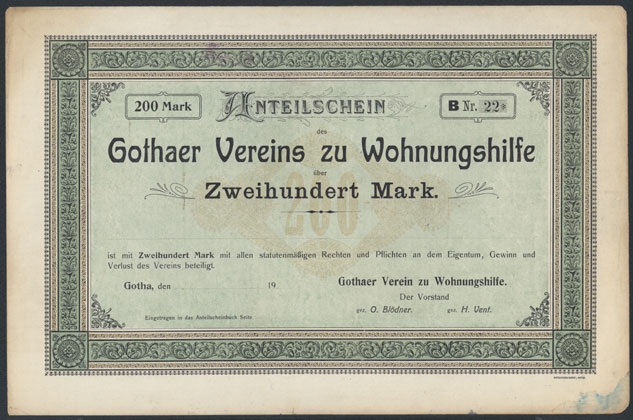 200 Mark
ANTEILSCHEIN
B Nr. 22
des
Gothaer Vereins zu Wohnungshilfe
über
Zweihundert Mark.
200
ist mit Zweihundert Mark mit allen statutenmäßigen Rechten und Pflichten an dem Eigentum, Gewinn und
Verlust des Vereins beteiligt.
Gotha, den 19
Gothaer Verein zu Wohnungshilfe.
Der Vorstand
gez. O. Blödner. gez. H. Vent.
Eingetragen in das Anteilscheinbuch Seite